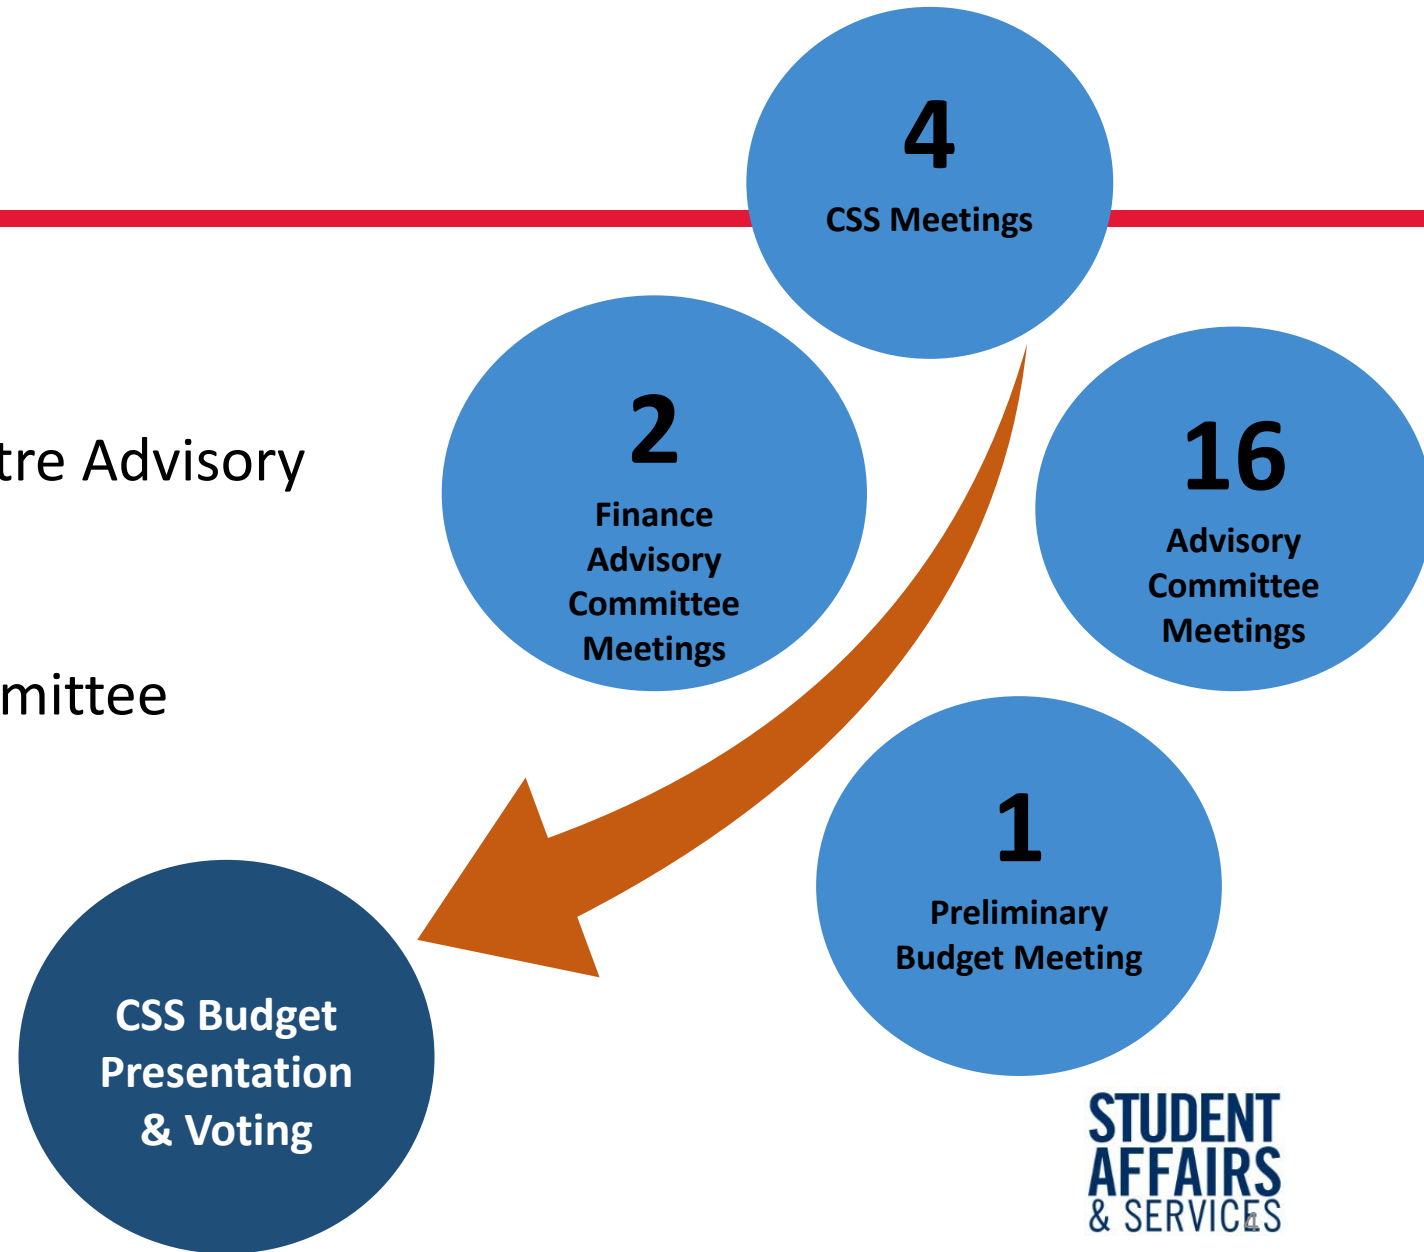 4
CSS Meetings
2
Finance
Advisory
Committee
Meetings
16
Advisory
Committee
Meetings
tre Advisory
mittee
1
Preliminary
Budget Meeting
CSS Budget
Presentation
& Voting
STUDENT
AFFAIRS
& SERVICES
4